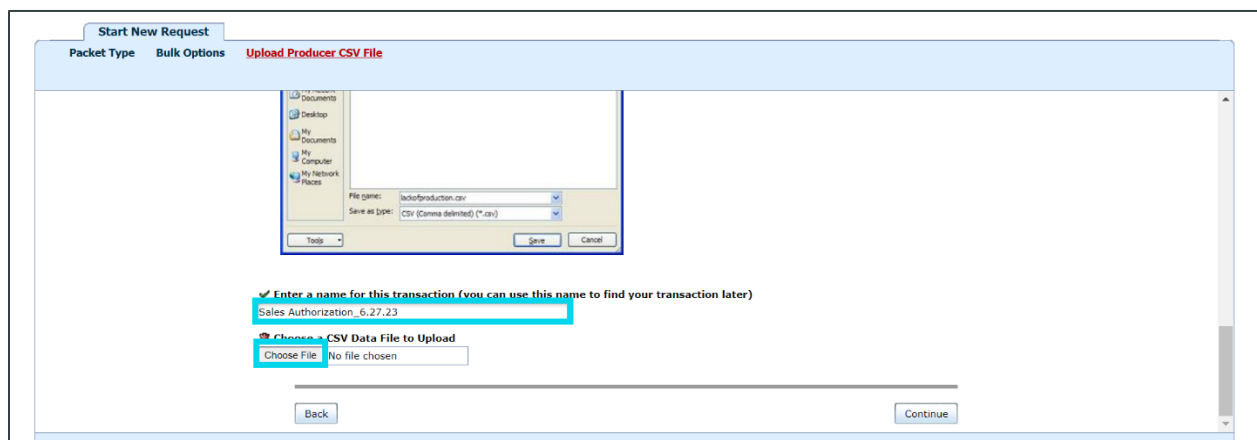 Start New Request
Packet Type Bulk Options Upload Producer CSV File
Documents
Desktop
My
Documents
My
Computer
My Network
Places
File name: lackofproduction.csv
Save as type: CSV (Comma delimited) (*.csv)
Tools Save Cancel
Enter a name for this transaction (you can use this name to find your transaction later)
Sales Authorization_6.27.23
Choose a CSV Data File to Upload
Choose File No file chosen
Back Continue